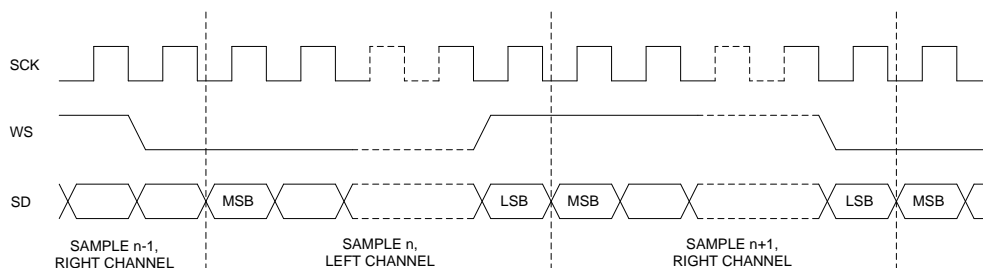 SCK
WS
SD
MSB
LSB
MSB
LSB
MSB
SAMPLE n-1,
RIGHT CHANNEL
SAMPLE n,
LEFT CHANNEL
SAMPLE n+1,
RIGHT CHANNEL